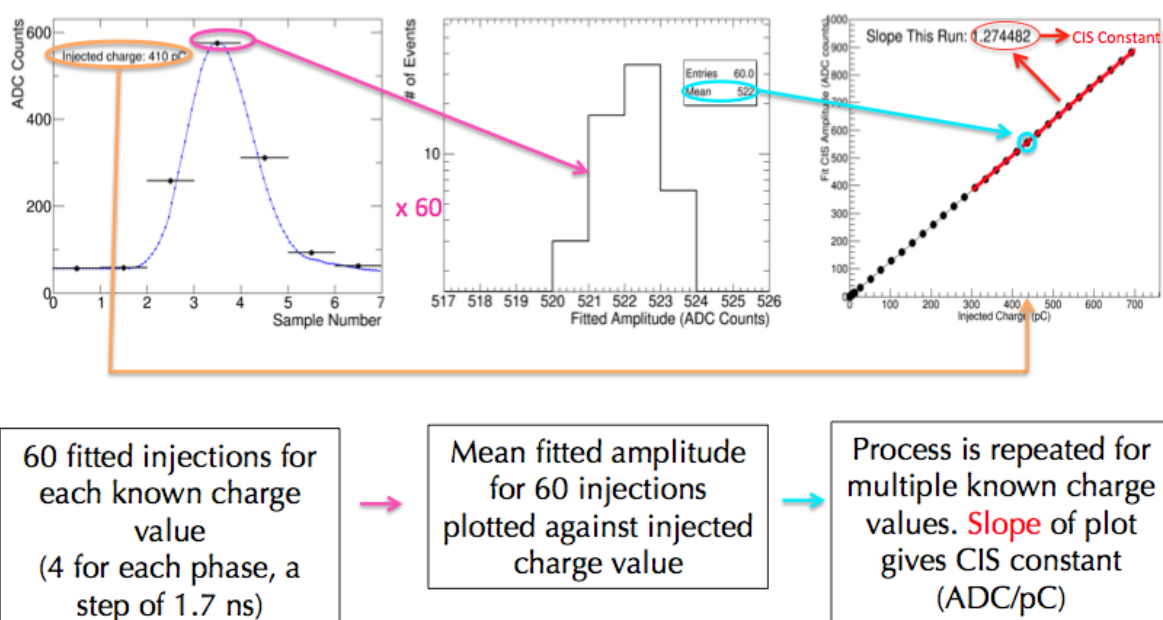 600
400
200
0
ADC Counts
Injected charge: 410 pC
0 1 2 3 4 5 6 7
Sample Number
x 60
# of Events
10
Entries 60.0
Mean 522
517 518 519 520 521 522 523 524 525 526
Fitted Amplitude (ADC Counts)
Slope This Run: 1.274482
CIS Constant
Fit CIS Amplitude (ADC counts)
1000
900
800
700
600
500
400
300
200
100
0
0 100 200 300 400 500 600 700
Injected Charge (pC)
60 fitted injections for
each known charge
value
(4 for each phase, a
step of 1.7 ns)
Mean fitted amplitude
for 60 injections
plotted against injected
charge value
Process is repeated for
multiple known charge
values. Slope of plot
gives CIS constant
(ADC/pC)